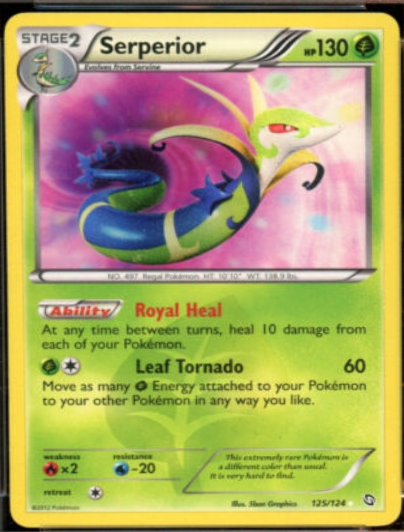 STAGE2 Serperior HP130
Evolves from Servine
NO. 497 Regal Pokémon HT: 10'10" WT: 138.9 lbs.
Ability Royal Heal
At any time between turns, heal 10 damage from
each of your Pokémon.
Leaf Tornado 60
Move as many Energy attached to your Pokémon
to your other Pokémon in any way you like.
weakness resistance
×2 -20
retreat
This extremely rare Pokémon is
a different color than usual.
It is very hard to find.
©2012 Pokémon Illus. 5ban Graphics 125/124